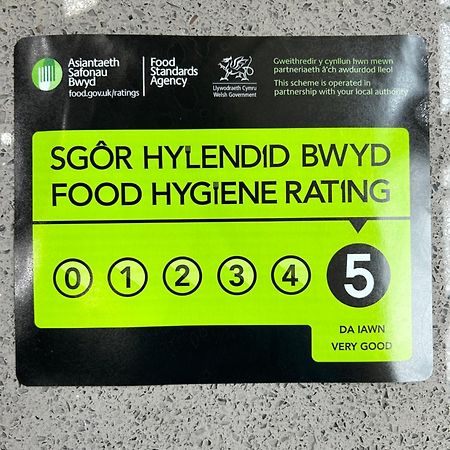 Asiantaeth
Safonau
Bwyd
food.gov.uk/ratings
Food
Standards
Agency
Llywodraeth Cymru
Welsh Government
Gweithredir y cynllun hwn mewn
partneriaeth â'ch awdurdod lleol
This scheme is operated in
partnership with your local authority
SGÔR HYLENDID BWYD
FOOD HYGIENE RATING
0 1 2 3 4 5
DA IAWN
VERY GOOD